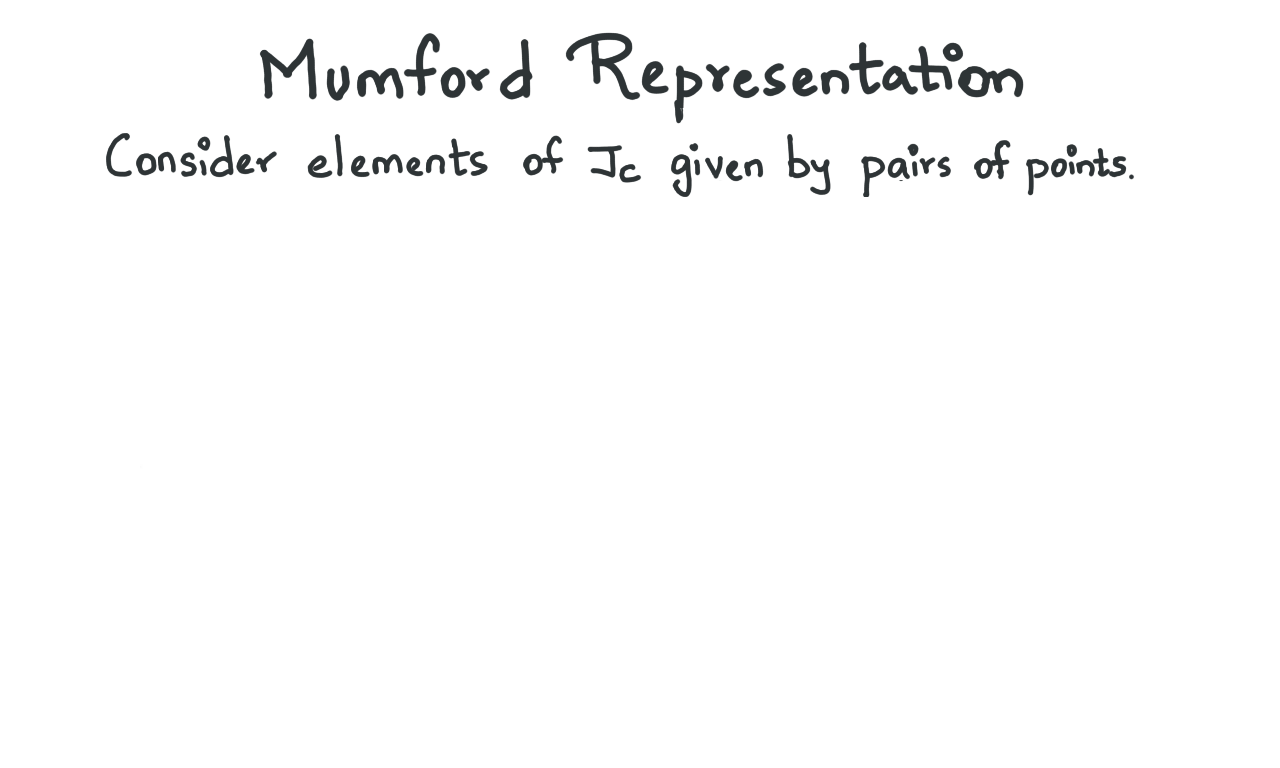 Mumford Representation
Consider elements of Jc given by pairs of points.